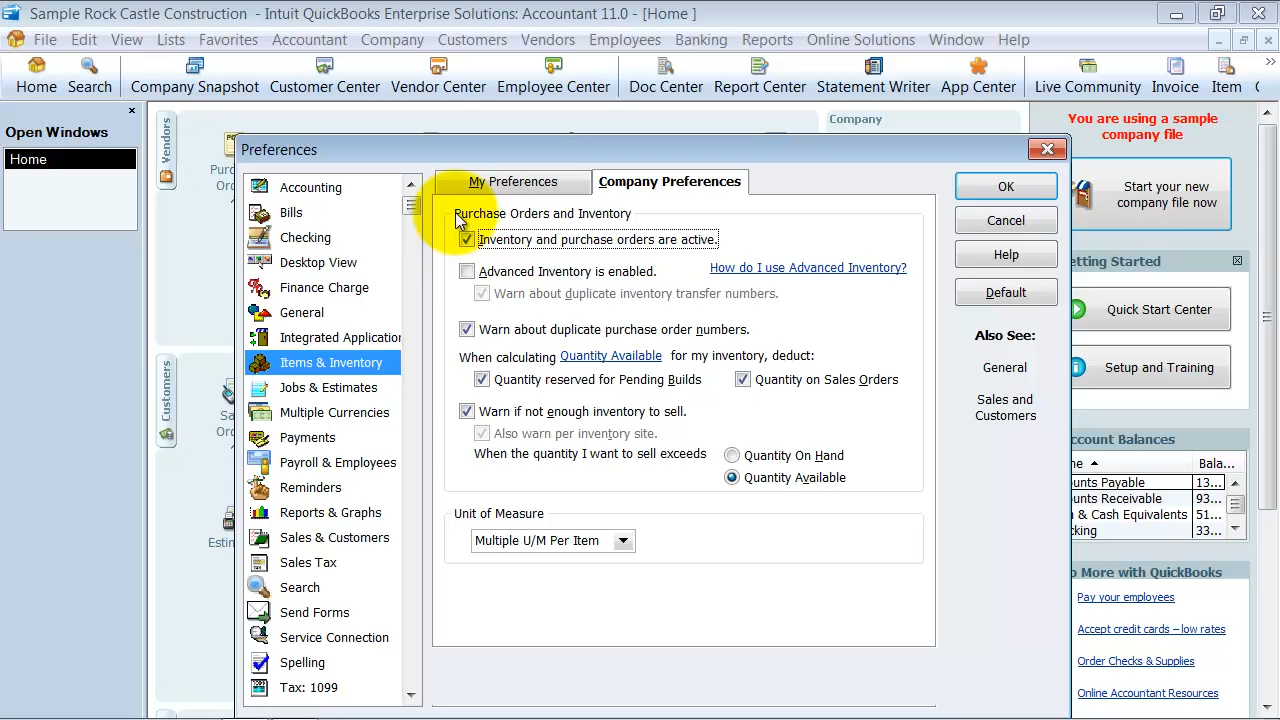 Sample Rock Castle Construction - Intuit QuickBooks Enterprise Solutions: Accountant 11.0 - [Home ]
File Edit View Lists Favorites Accountant Company Customers Vendors Employees Banking Reports Online Solutions Window Help
Home Search Company Snapshot Customer Center Vendor Center Employee Center Doc Center Report Center Statement Writer App Center Live Community Invoice Item
Open Windows
Home
Vendors
Customers
Company
Preferences
Accounting
Bills
Checking
Desktop View
Finance Charge
General
Integrated Application
Items & Inventory
Jobs & Estimates
Multiple Currencies
Payments
Payroll & Employees
Reminders
Reports & Graphs
Sales & Customers
Sales Tax
Search
Send Forms
Service Connection
Spelling
Tax: 1099
My Preferences
Company Preferences
Purchase Orders and Inventory
Inventory and purchase orders are active.
Advanced Inventory is enabled. How do I use Advanced Inventory?
Warn about duplicate inventory transfer numbers.
Warn about duplicate purchase order numbers.
When calculating Quantity Available for my inventory, deduct:
Quantity reserved for Pending Builds Quantity on Sales Orders
Warn if not enough inventory to sell.
Also warn per inventory site.
When the quantity I want to sell exceeds Quantity On Hand
Quantity Available
Unit of Measure
Multiple U/M Per Item
OK
Cancel
Help
Default
Also See:
General
Sales and
Customers
You are using a sample
company file
Start your new
company file now
etting Started
Quick Start Center
Setup and Training
ccount Balances
me Bala...
ounts Payable 13...
ounts Receivable 93...
h & Cash Equivalents 51...
cking 33...
o More with QuickBooks
Pay your employees
Accept credit cards – low rates
Order Checks & Supplies
Online Accountant Resources